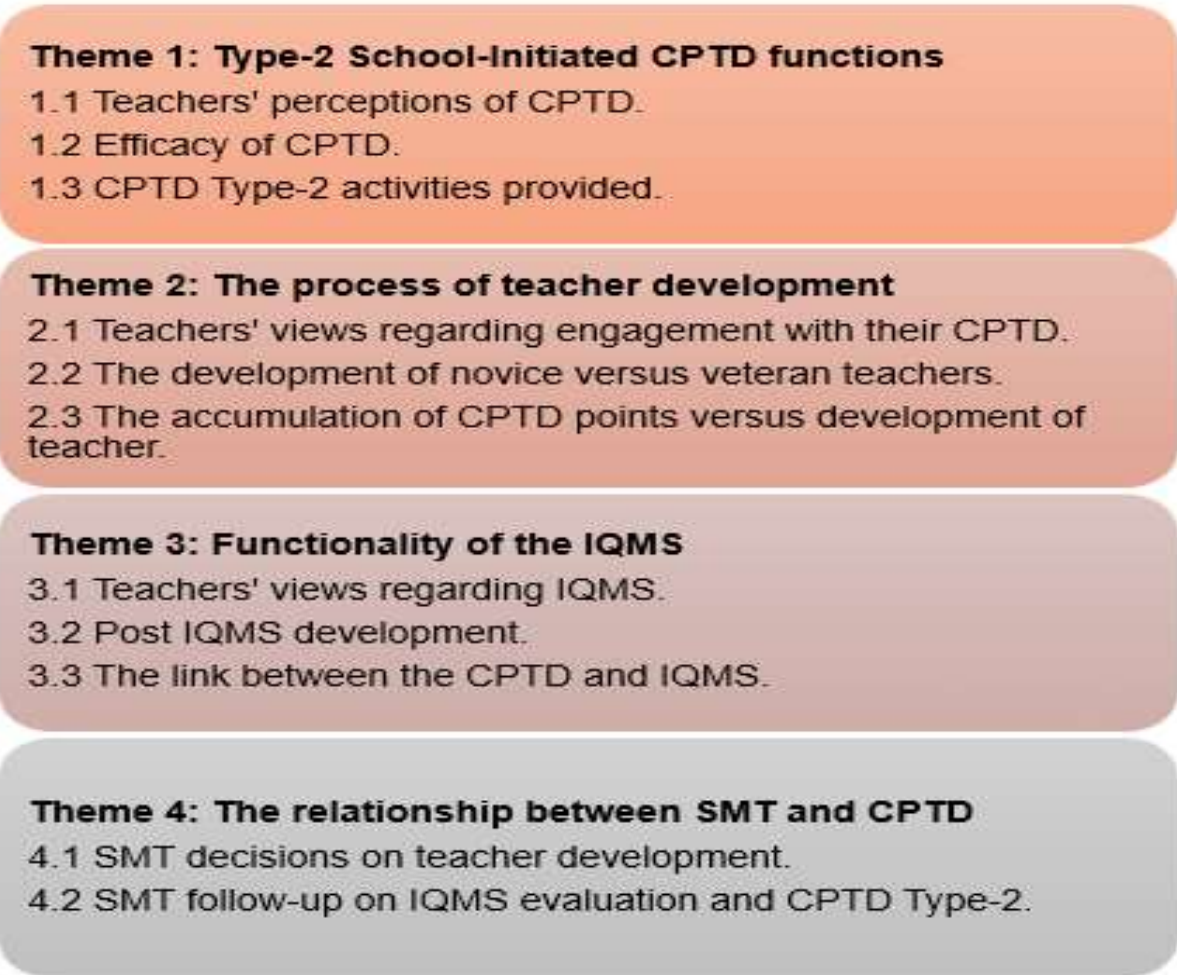 Theme 1: Type-2 School-Initiated CPTD functions
1.1 Teachers' perceptions of CPTD.
1.2 Efficacy of CPTD.
1.3 CPTD Type-2 activities provided.
Theme 2: The process of teacher development
2.1 Teachers' views regarding engagement with their CPTD.
2.2 The development of novice versus veteran teachers.
2.3 The accumulation of CPTD points versus development of
teacher.
Theme 3: Functionality of the IQMS
3.1 Teachers' views regarding IQMS.
3.2 Post IQMS development.
3.3 The link between the CPTD and IQMS.
Theme 4: The relationship between SMT and CPTD
4.1 SMT decisions on teacher development.
4.2 SMT follow-up on IQMS evaluation and CPTD Type-2.